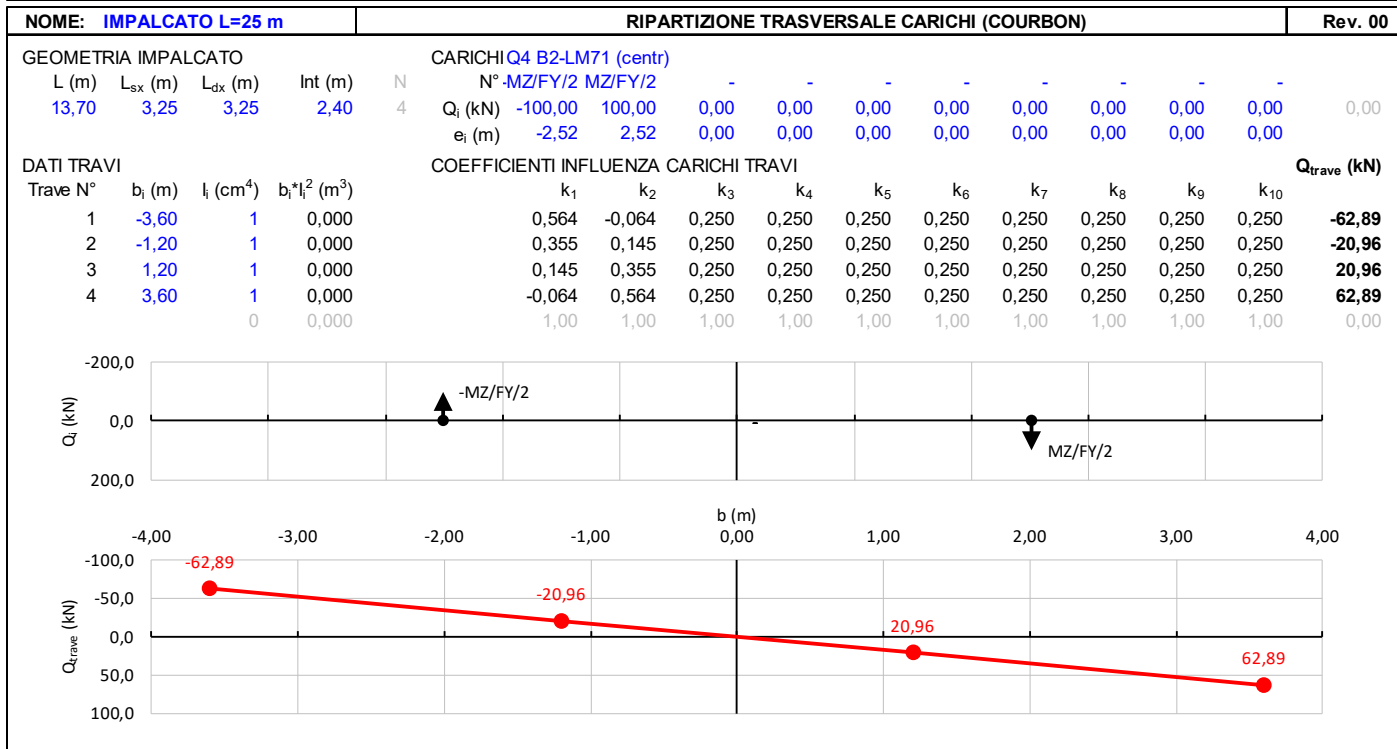 NOME: IMPALCATO L=25 m RIPARTIZIONE TRASVERSALE CARICHI (COURBON) Rev. 00
GEOMETRIA IMPALCATO CARICHI Q4 B2-LM71 (centr)
L (m) Lsx (m) Ldx (m) Int (m) N N° -MZ/FY/2 MZ/FY/2 - - - - - - - -
13,70 3,25 3,25 2,40 4 Qi (kN) -100,00 100,00 0,00 0,00 0,00 0,00 0,00 0,00 0,00 0,00 0,00
ei (m) -2,52 2,52 0,00 0,00 0,00 0,00 0,00 0,00 0,00 0,00
DATI TRAVI COEFFICIENTI INFLUENZA CARICHI TRAVI Qtrave (kN)
Trave N° bi (m) Ii (cm⁴) bi*Ii² (m³) k1 k2 k3 k4 k5 k6 k7 k8 k9 k10
1 -3,60 1 0,000 0,564 -0,064 0,250 0,250 0,250 0,250 0,250 0,250 0,250 0,250 -62,89
2 -1,20 1 0,000 0,355 0,145 0,250 0,250 0,250 0,250 0,250 0,250 0,250 0,250 -20,96
3 1,20 1 0,000 0,145 0,355 0,250 0,250 0,250 0,250 0,250 0,250 0,250 0,250 20,96
4 3,60 1 0,000 -0,064 0,564 0,250 0,250 0,250 0,250 0,250 0,250 0,250 0,250 62,89
0 0,000 1,00 1,00 1,00 1,00 1,00 1,00 1,00 1,00 1,00 1,00 0,00
-200,0
-MZ/FY/2
Qi (kN)
0,0
-
MZ/FY/2
200,0
b (m)
-4,00 -3,00 -2,00 -1,00 0,00 1,00 2,00 3,00 4,00
-100,0
-62,89
-50,0
-20,96
Qtrave (kN)
0,0
20,96
62,89
50,0
100,0